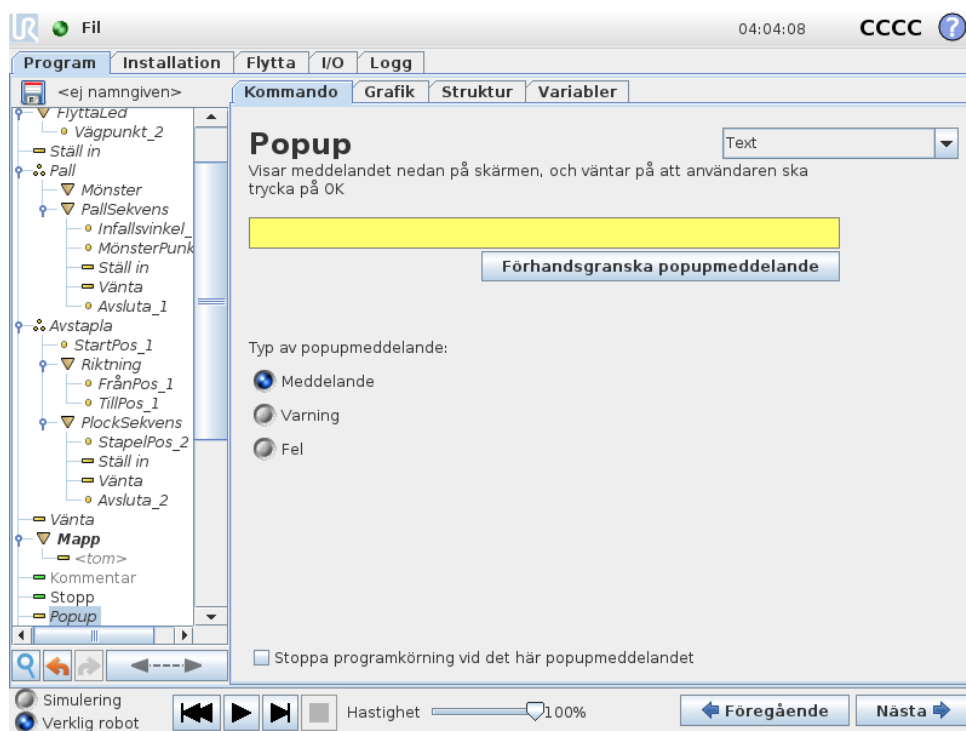 UR Fil 04:04:08 CCCC ?
Program Installation Flytta I/O Logg
<ej namngiven>
Kommando Grafik Struktur Variabler
FlyttaLed
Vägpunkt_2
Ställ in
Pall
Mönster
PallSekvens
Infallsvinkel_
MönsterPunk
Ställ in
Vänta
Avsluta_1
Avstapla
StartPos_1
Riktning
FrånPos_1
TillPos_1
PlockSekvens
StapelPos_2
Ställ in
Vänta
Avsluta_2
Vänta
Mapp
<tom>
Kommentar
Stopp
Popup
Popup
Text
Visar meddelandet nedan på skärmen, och väntar på att användaren ska
trycka på OK
Förhandsgranska popupmeddelande
Typ av popupmeddelande:
Meddelande
Varning
Fel
Stoppa programkörning vid det här popupmeddelandet
Simulering
Verklig robot
Hastighet 100%
Föregående
Nästa